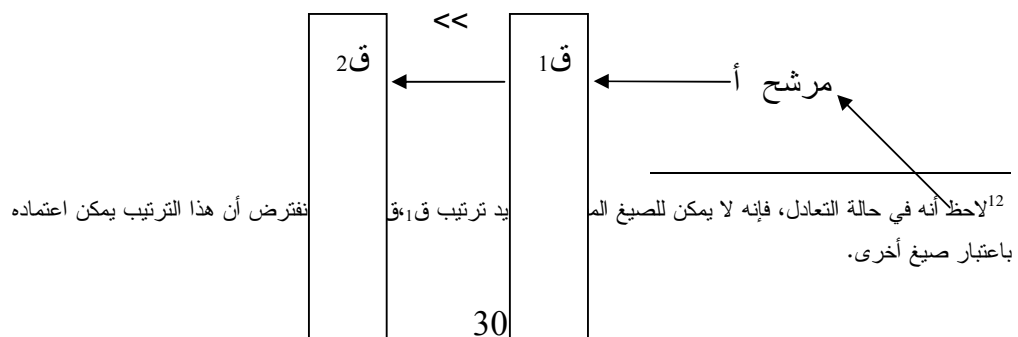 <<
ق1 ق2
مرشح أ
12لاحظ أنه في حالة التعادل، فإنه لا يمكن للصيغ يد ترتيب ق1،ق نفترض أن هذا الترتيب يمكن اعتماده
باعتبار صيغ أخرى.
30